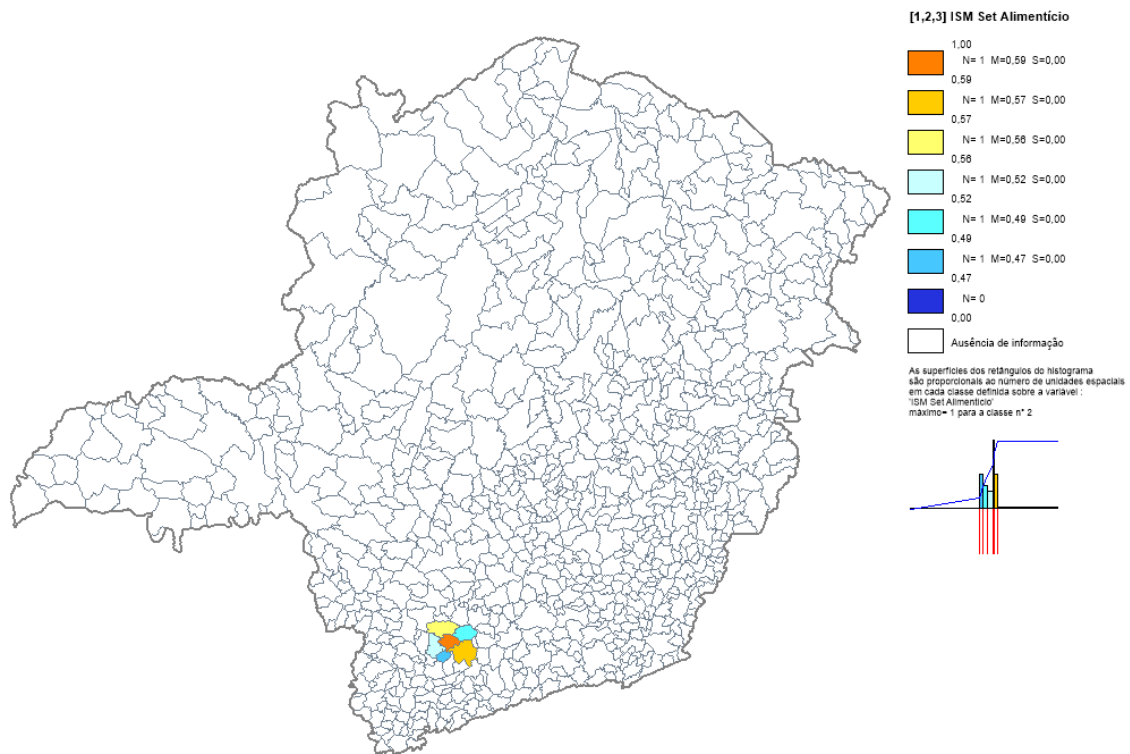 [1,2,3] ISM Set Alimentício
1,00
N= 1 M=0,59 S=0,00
0,59
N= 1 M=0,57 S=0,00
0,57
N= 1 M=0,56 S=0,00
0,56
N= 1 M=0,52 S=0,00
0,52
N= 1 M=0,49 S=0,00
0,49
N= 1 M=0,47 S=0,00
0,47
N= 0
0,00
Ausência de informação
As superfícies dos retângulos do histograma
são proporcionais ao número de unidades espaciais
em cada classe definida sobre a variável :
'ISM Set Alimentício'
máximo= 1 para a classe n° 2